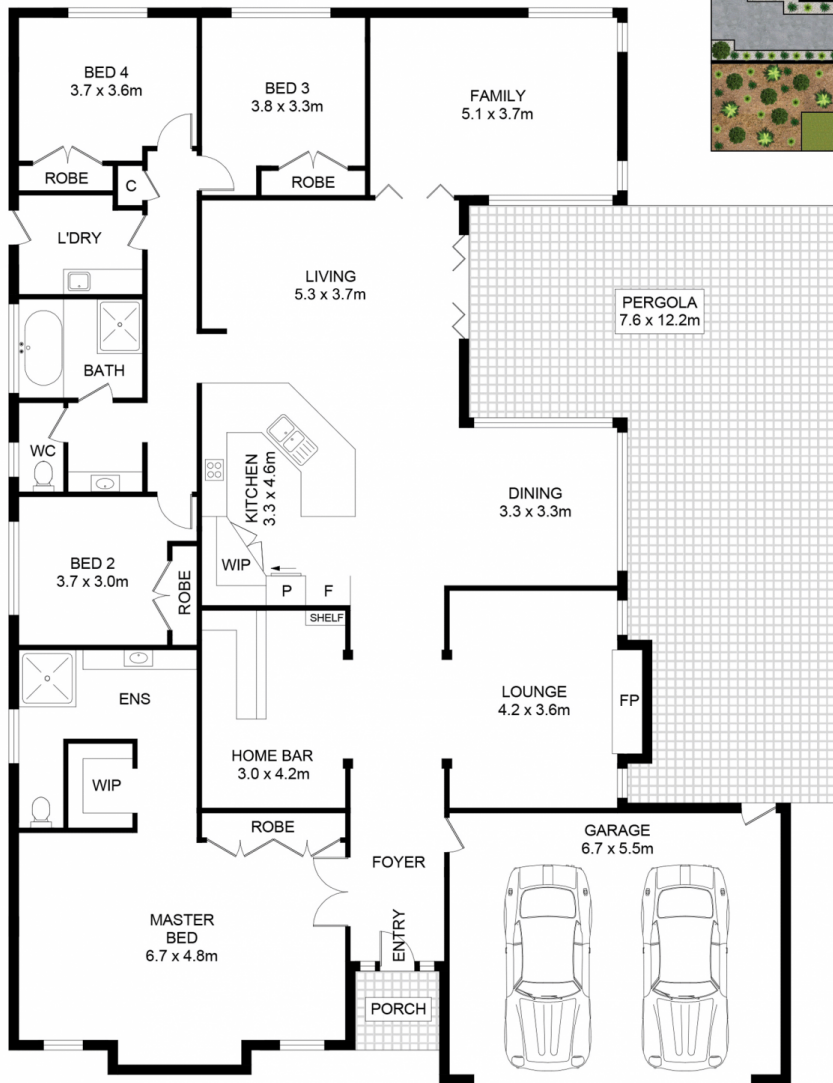 BED 4
3.7 x 3.6m
BED 3
3.8 x 3.3m
FAMILY
5.1 x 3.7m
ROBE
C
ROBE
L'DRY
LIVING
5.3 x 3.7m
PERGOLA
7.6 x 12.2m
BATH
WC
KITCHEN
3.3 x 4.6m
DINING
3.3 x 3.3m
WIP
P
F
BED 2
3.7 x 3.0m
ROBE
SHELF
ENS
LOUNGE
4.2 x 3.6m
FP
HOME BAR
3.0 x 4.2m
WIP
ROBE
GARAGE
6.7 x 5.5m
FOYER
MASTER
BED
6.7 x 4.8m
ENTRY
PORCH